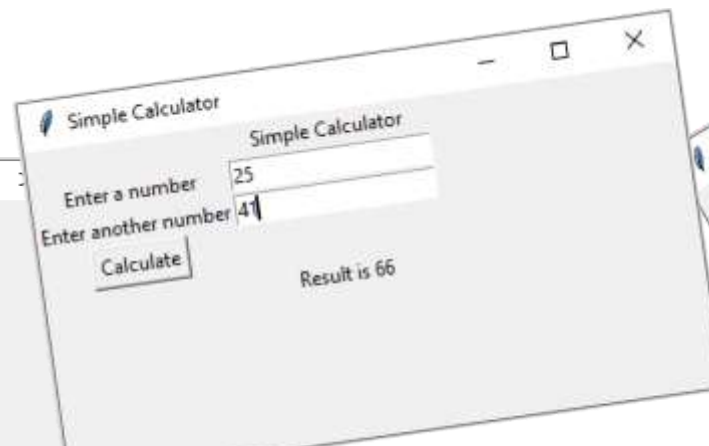 Simple Calculator
Simple Calculator
Enter a number 25
Enter another number 41
Calculate
Result is 66